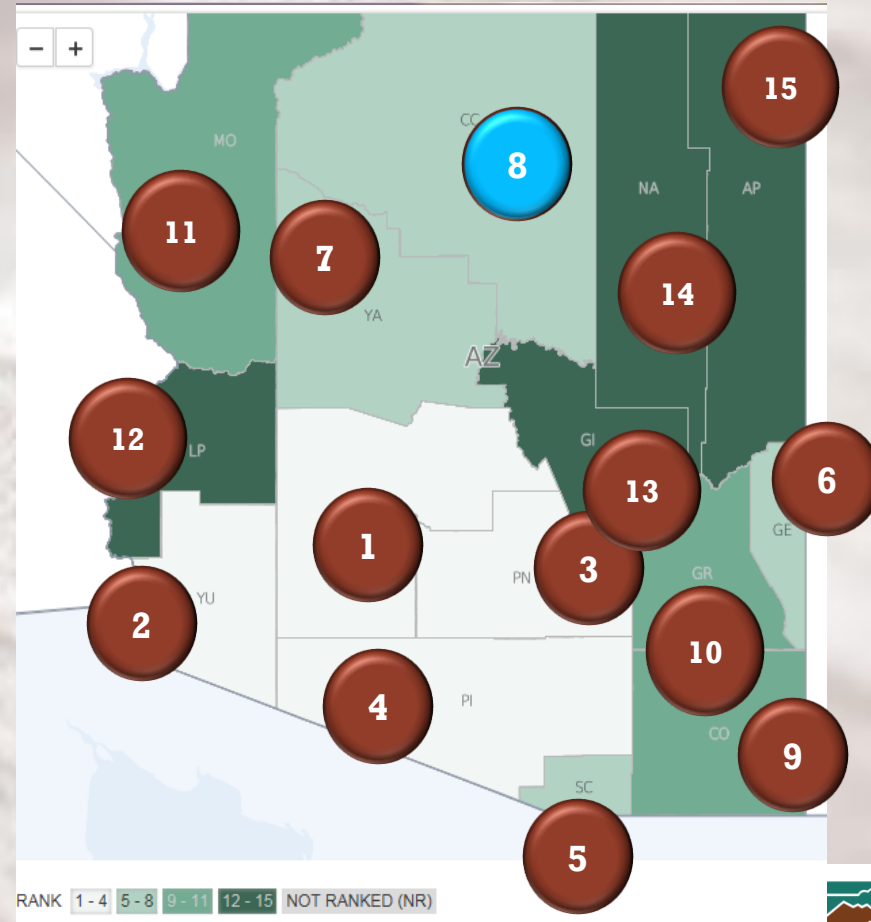 − +
15
CC
MO
8
NA AP
11
7
14
YA
AZ
12
GI
LP
6
13
GE
1
3
PN
GR
YU
2
10
4
PI
CO
9
SC
5
RANK 1 - 4 5 - 8 9 - 11 12 - 15 NOT RANKED (NR)